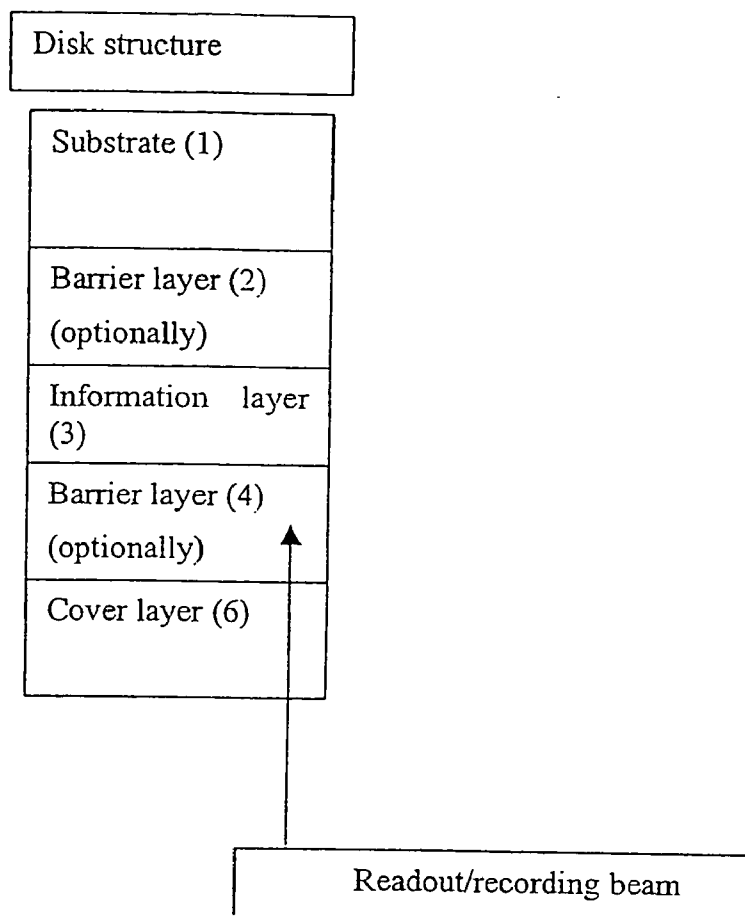 Disk structure
Substrate (1)
Barrier layer (2)
(optionally)
Information layer
(3)
Barrier layer (4)
(optionally)
Cover layer (6)
Readout/recording beam